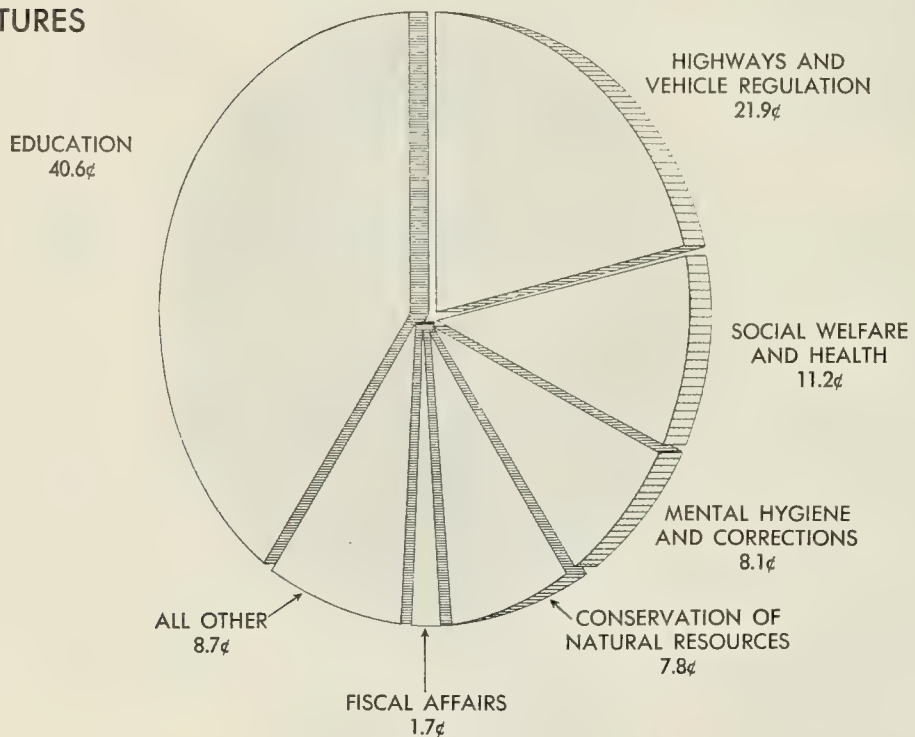 EDUCATION
40.6¢
HIGHWAYS AND
VEHICLE REGULATION
21.9¢
SOCIAL WELFARE
AND HEALTH
11.2¢
MENTAL HYGIENE
AND CORRECTIONS
8.1¢
CONSERVATION OF
NATURAL RESOURCES
7.8¢
FISCAL AFFAIRS
1.7¢
ALL OTHER
8.7¢